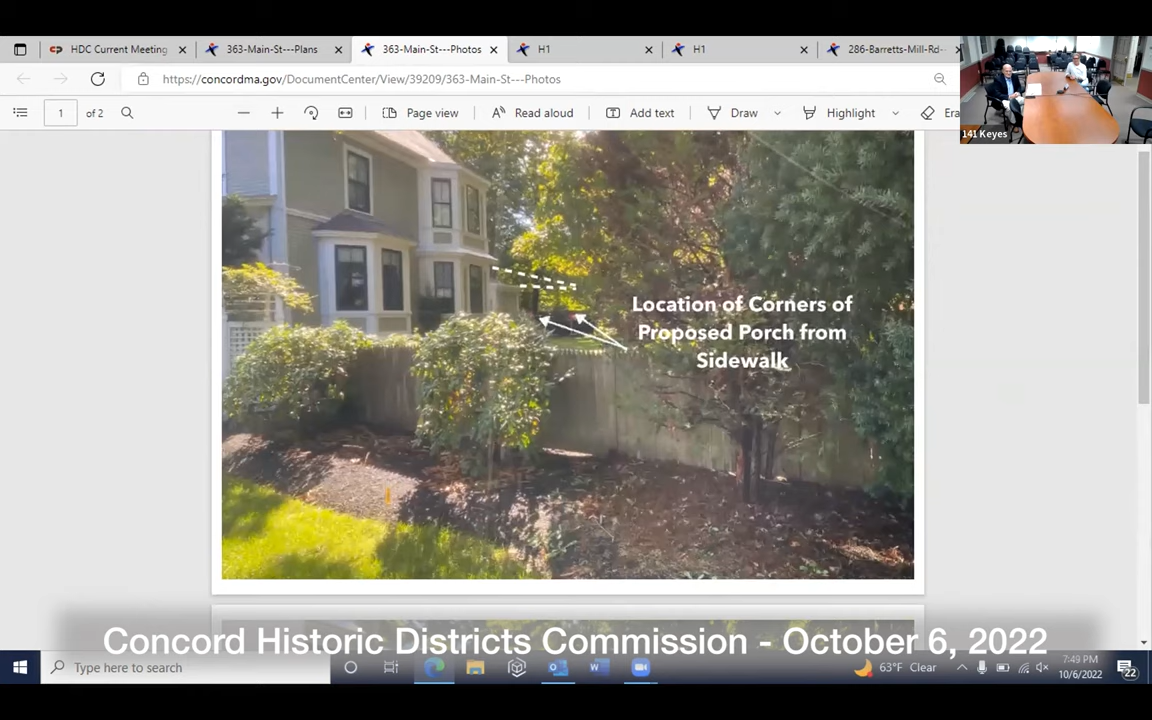 HDC Current Meeting
363-Main-St---Plans
363-Main-St---Photos
H1
H1
286-Barretts-Mill-Rd-
https://concordma.gov/DocumentCenter/View/39209/363-Main-St---Photos
1 of 2
Page view
Read aloud
Add text
Draw
Highlight
Era
141 Keyes
Location of Corners of
Proposed Porch from
Sidewalk
Concord Historic Districts Commission - October 6, 2022
Type here to search
63°F Clear
7:49 PM
10/6/2022
22